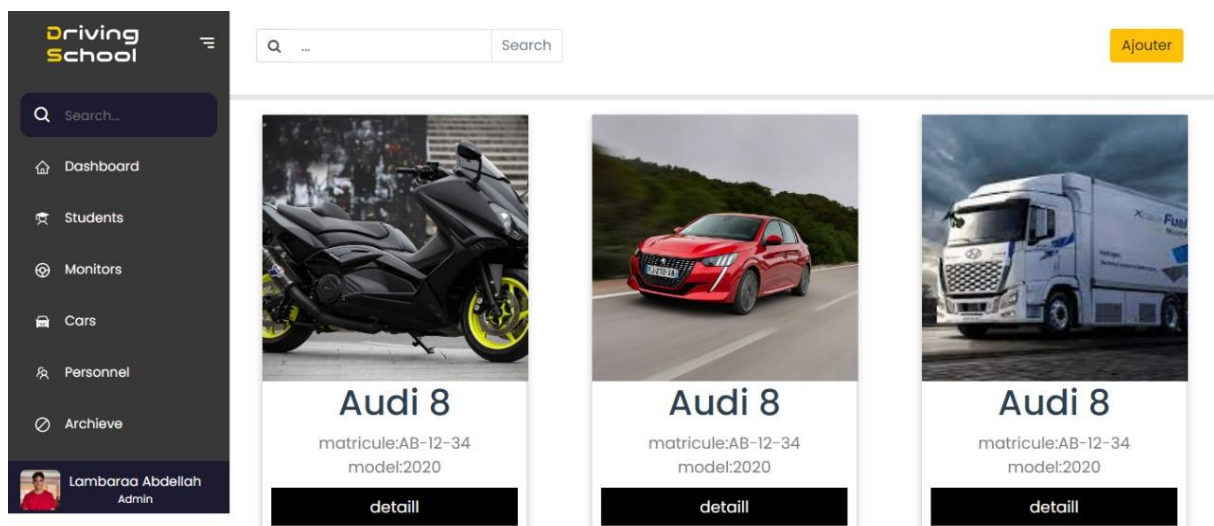 Driving
School
Search...
Dashboard
Students
Monitors
Cars
Personnel
Archieve
Lambaraa Abdellah
Admin
... Search
Ajouter
Audi 8
matricule:AB-12-34
model:2020
detaill
Audi 8
matricule:AB-12-34
model:2020
detaill
Fuel
Audi 8
matricule:AB-12-34
model:2020
detaill